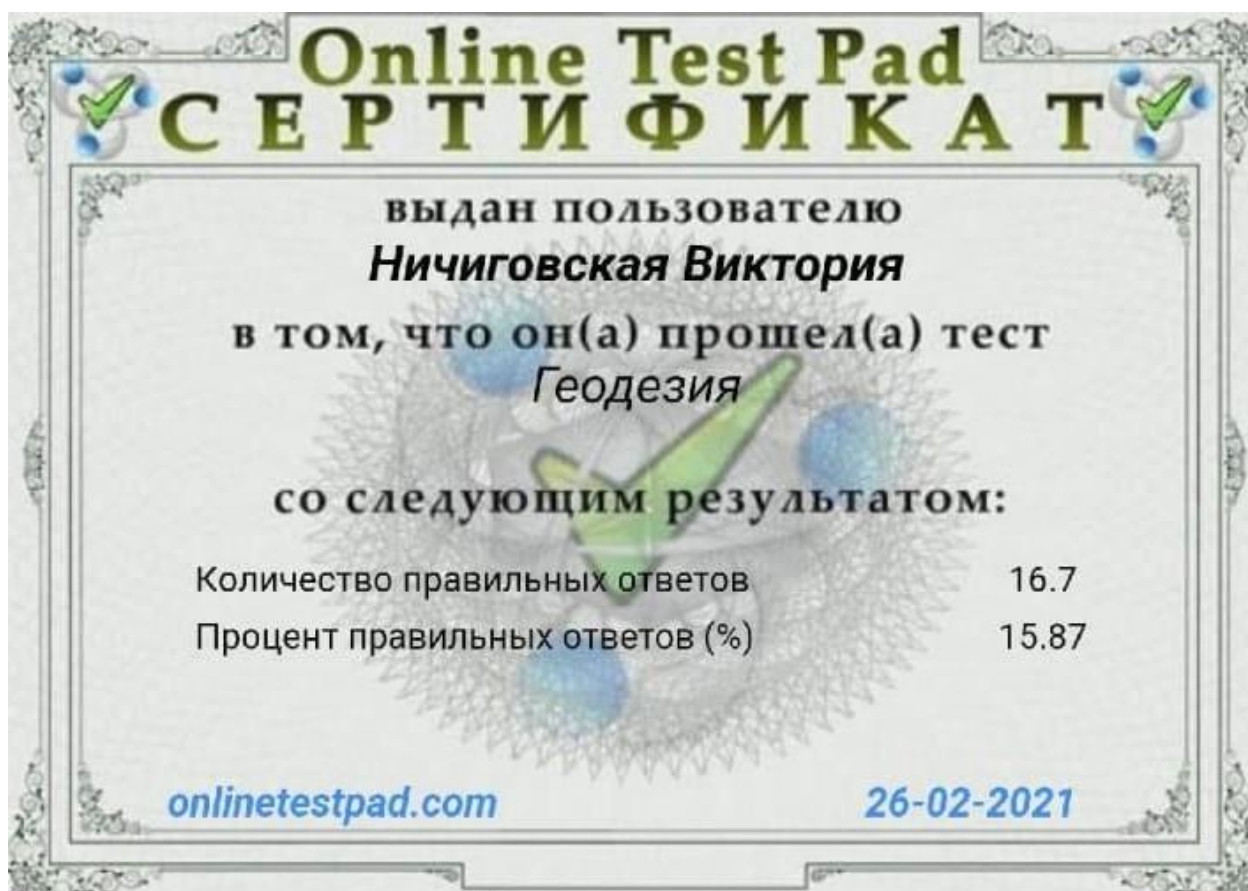 Online Test Pad
СЕРТИФИКАТ
выдан пользователю
Ничиговская Виктория
в том, что он(а) прошел(а) тест
Геодезия
со следующим результатом:
Количество правильных ответов 16.7
Процент правильных ответов (%) 15.87
onlinetestpad.com 26-02-2021